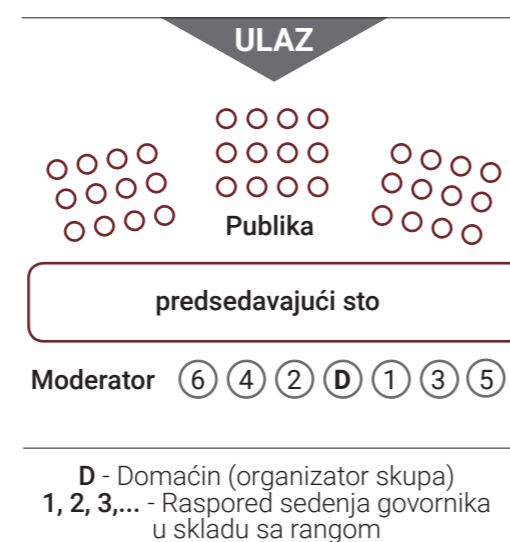 ULAZ
Publika
predsedavajući sto
Moderator 6 4 2 D 1 3 5
D - Domaćin (organizator skupa)
1, 2, 3,... - Raspored sedenja govornika
u skladu sa rangom